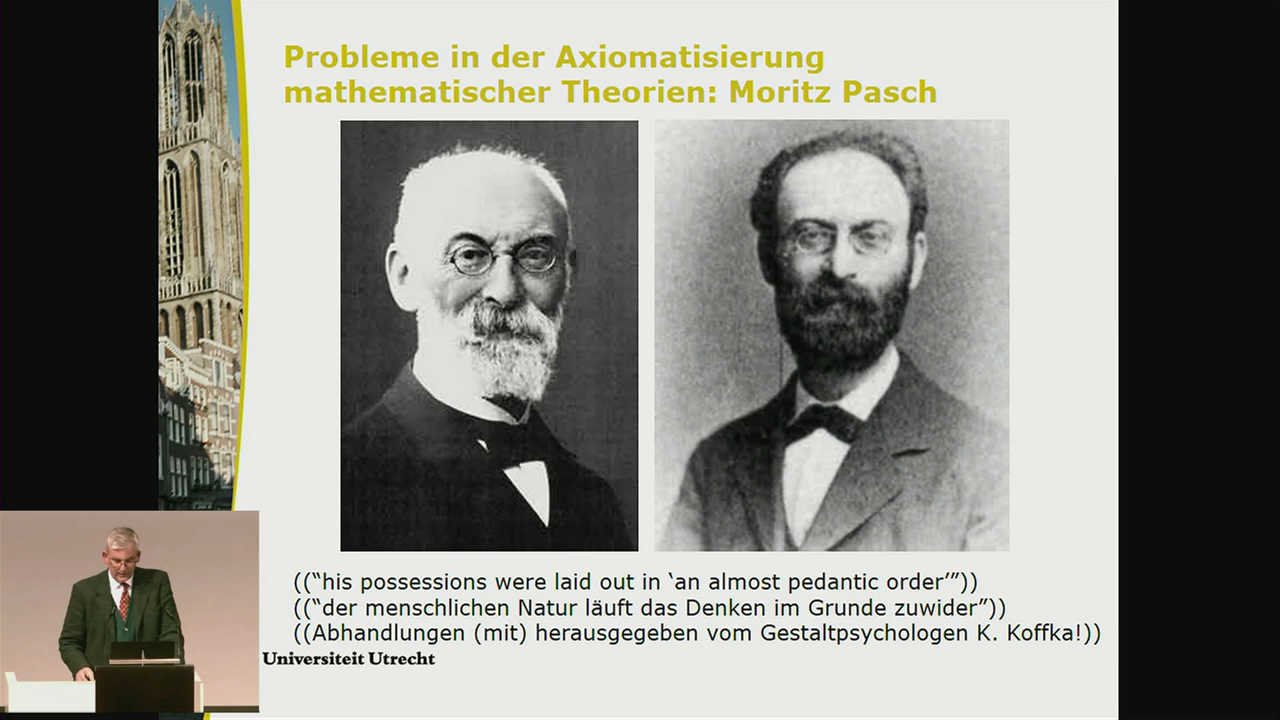 Probleme in der Axiomatisierung
mathematischer Theorien: Moritz Pasch
((“his possessions were laid out in ‘an almost pedantic order’”))
((“der menschlichen Natur läuft das Denken im Grunde zuwider”))
((Abhandlungen (mit) herausgegeben vom Gestaltpsychologen K. Koffka!))
Universiteit Utrecht